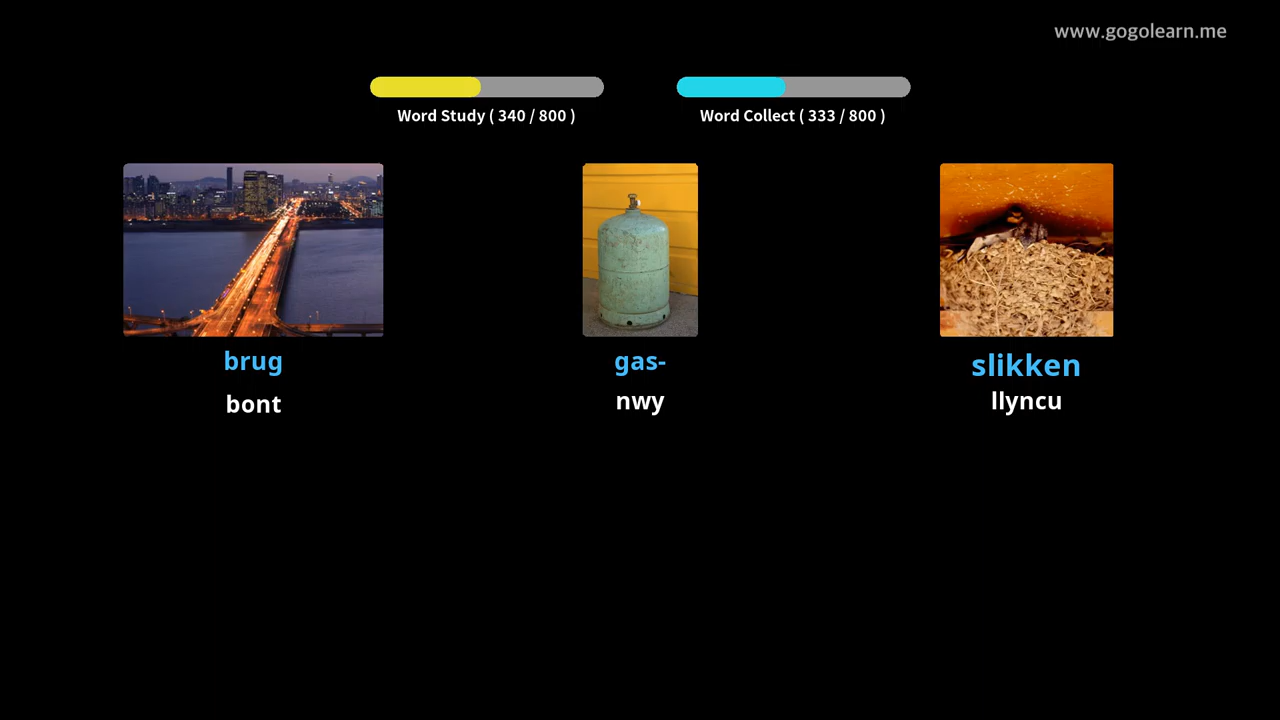 www.gogolearn.me
Word Study ( 340 / 800 )
Word Collect ( 333 / 800 )
brug
bont
gas-
nwy
slikken
llyncu